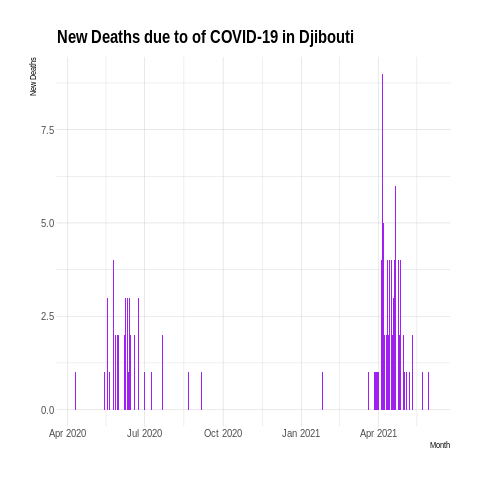 New Deaths due to of COVID-19 in Djibouti
New Deaths
7.5
5.0
2.5
0.0
Apr 2020 Jul 2020 Oct 2020 Jan 2021 Apr 2021
Month